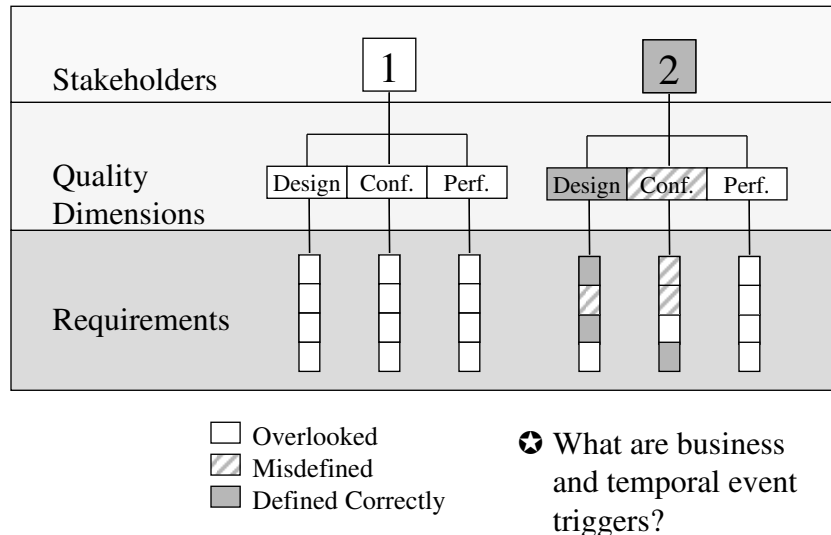 Stakeholders
1
2
Quality
Dimensions
Design Conf. Perf.
Design Conf. Perf.
Requirements
Overlooked
Misdefined
Defined Correctly
✪ What are business
and temporal event
triggers?